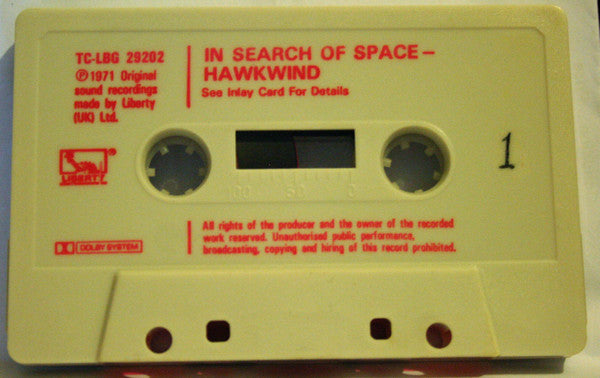 TC-LBG 29202
℗1971 Original
sound recordings
made by Liberty
(UK) Ltd.
IN SEARCH OF SPACE –
HAWKWIND
See Inlay Card For Details
LIBERTY ®
1
100 50 0
DOLBY SYSTEM
All rights of the producer and the owner of the recorded
work reserved. Unauthorised public performance,
broadcasting, copying and hiring of this record prohibited.